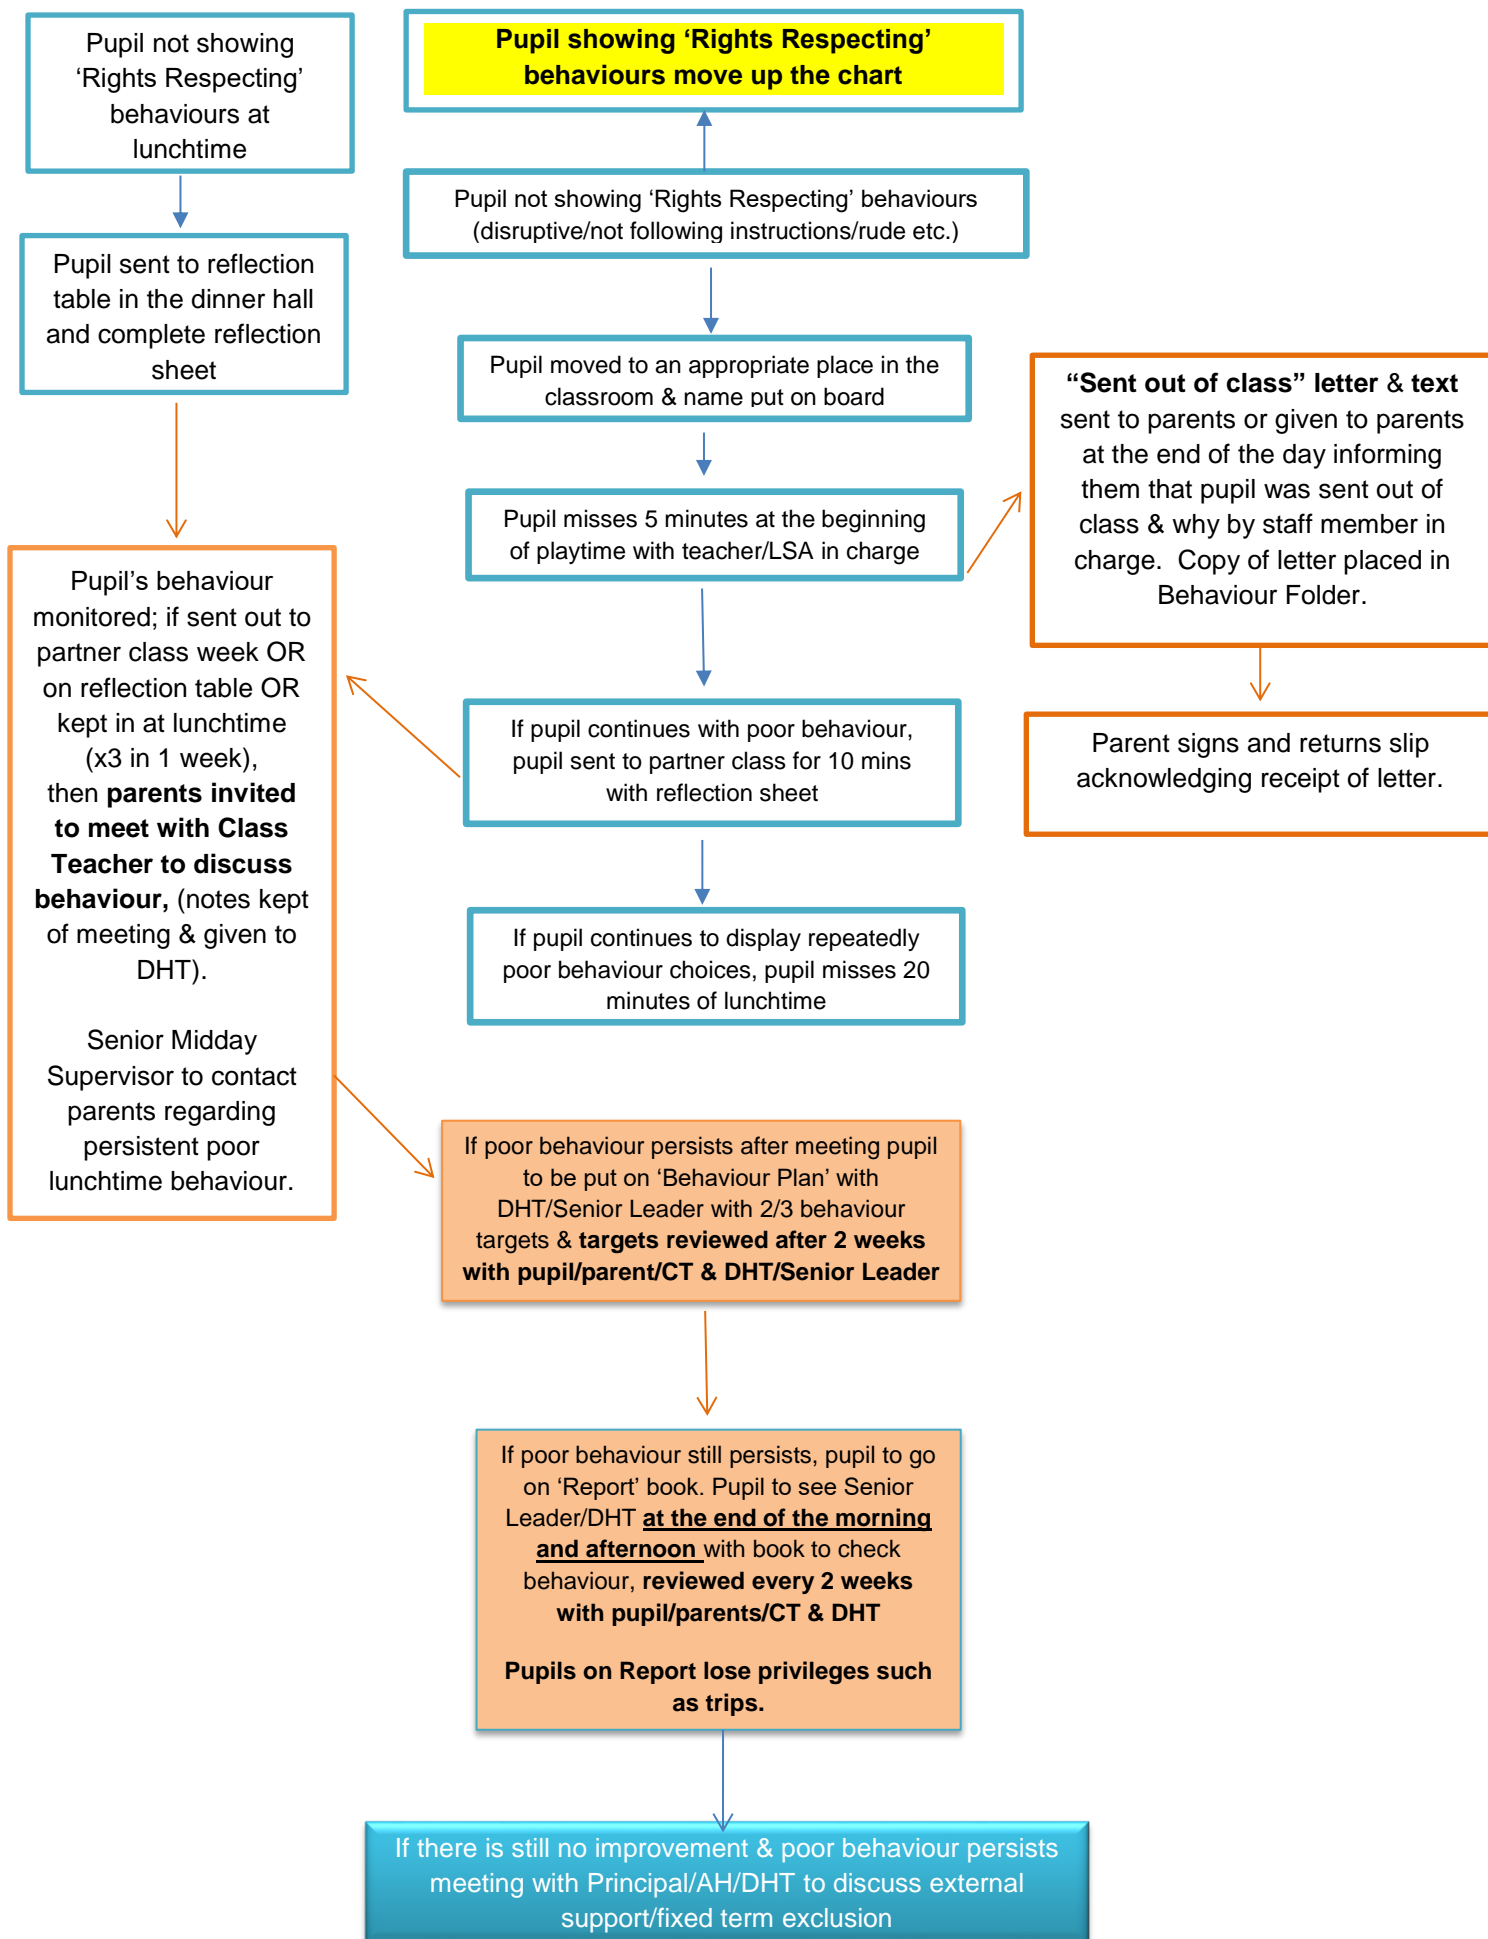 Pupil not showing
‘Rights Respecting’
behaviours at
lunchtime
Pupil showing ‘Rights Respecting’
behaviours move up the chart
Pupil not showing ‘Rights Respecting’ behaviours
(disruptive/not following instructions/rude etc.)
Pupil sent to reflection
table in the dinner hall
and complete reflection
sheet
Pupil moved to an appropriate place in the
classroom & name put on board
“Sent out of class” letter & text
sent to parents or given to parents
at the end of the day informing
them that pupil was sent out of
class & why by staff member in
charge.  Copy of letter placed in
Behaviour Folder.
Pupil misses 5 minutes at the beginning
of playtime with teacher/LSA in charge
Pupil’s behaviour
monitored; if sent out to
partner class week OR
on reflection table OR
kept in at lunchtime
(x3 in 1 week),
then parents invited
to meet with Class
Teacher to discuss
behaviour, (notes kept
of meeting & given to
DHT).
Senior Midday
Supervisor to contact
parents regarding
persistent poor
lunchtime behaviour.
If pupil continues with poor behaviour,
pupil sent to partner class for 10 mins
with reflection sheet
Parent signs and returns slip
acknowledging receipt of letter.
If pupil continues to display repeatedly
poor behaviour choices, pupil misses 20
minutes of lunchtime
If poor behaviour persists after meeting pupil
to be put on ‘Behaviour Plan’ with
DHT/Senior Leader with 2/3 behaviour
targets & targets reviewed after 2 weeks
with pupil/parent/CT & DHT/Senior Leader
If poor behaviour still persists, pupil to go
on ‘Report’ book. Pupil to see Senior
Leader/DHT at the end of the morning
and afternoon with book to check
behaviour, reviewed every 2 weeks
with pupil/parents/CT & DHT
Pupils on Report lose privileges such
as trips.
If there is still no improvement & poor behaviour persists
meeting with Principal/AH/DHT to discuss external
support/fixed term exclusion